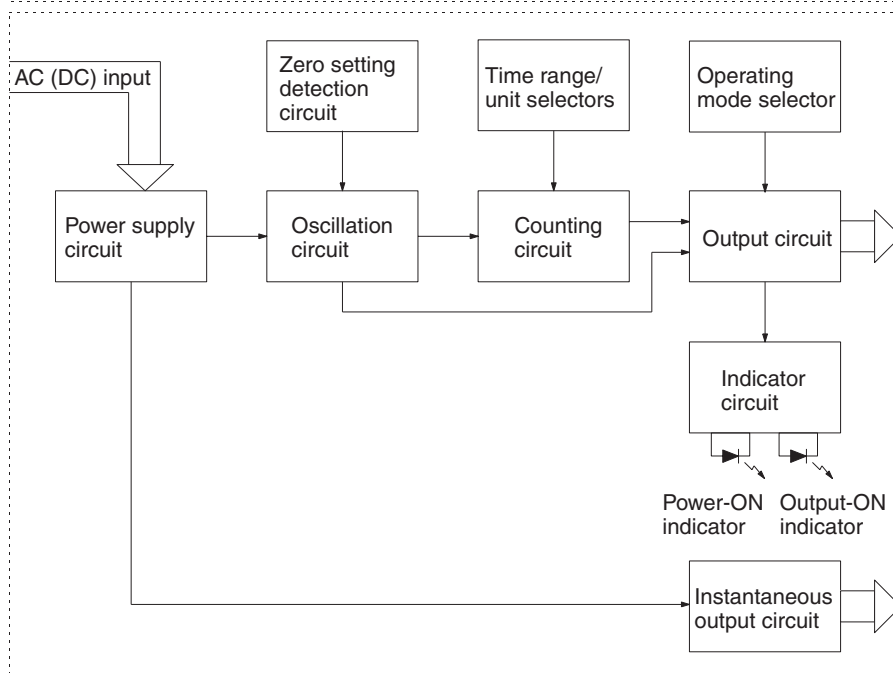 AC (DC) input
Zero setting
detection
circuit
Time range/
unit selectors
Operating
mode selector
Power supply
circuit
Oscillation
circuit
Counting
circuit
Output circuit
Indicator
circuit
Power-ON
indicator
Output-ON
indicator
Instantaneous
output circuit